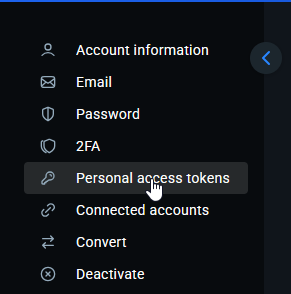 Account information
Email
Password
2FA
Personal access tokens
Connected accounts
Convert
Deactivate